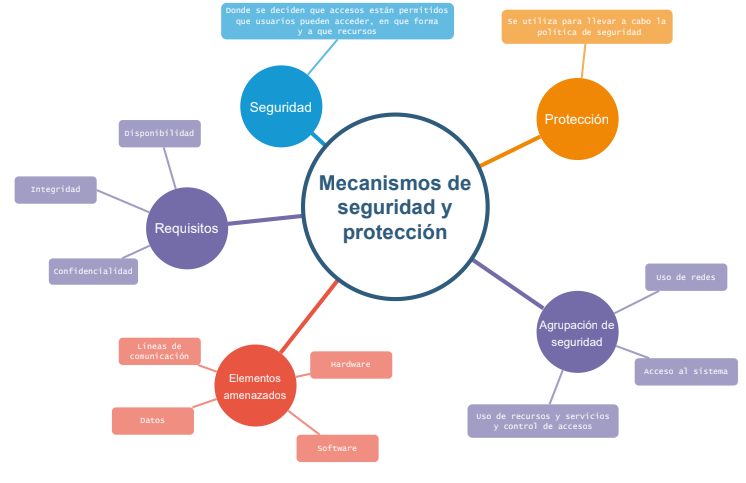 Donde se deciden que accesos están permitidos
que usuarios pueden acceder, en que forma
y a que recursos
Se utiliza para llevar a cabo la
política de seguridad
Seguridad
Protección
Disponibilidad
Integridad
Requisitos
Confidencialidad
Mecanismos de
seguridad y
protección
Uso de redes
Agrupación de
seguridad
Acceso al sistema
Uso de recursos y servicios
y control de accesos
Líneas de
comunicación
Hardware
Elementos
amenazados
Datos
Software